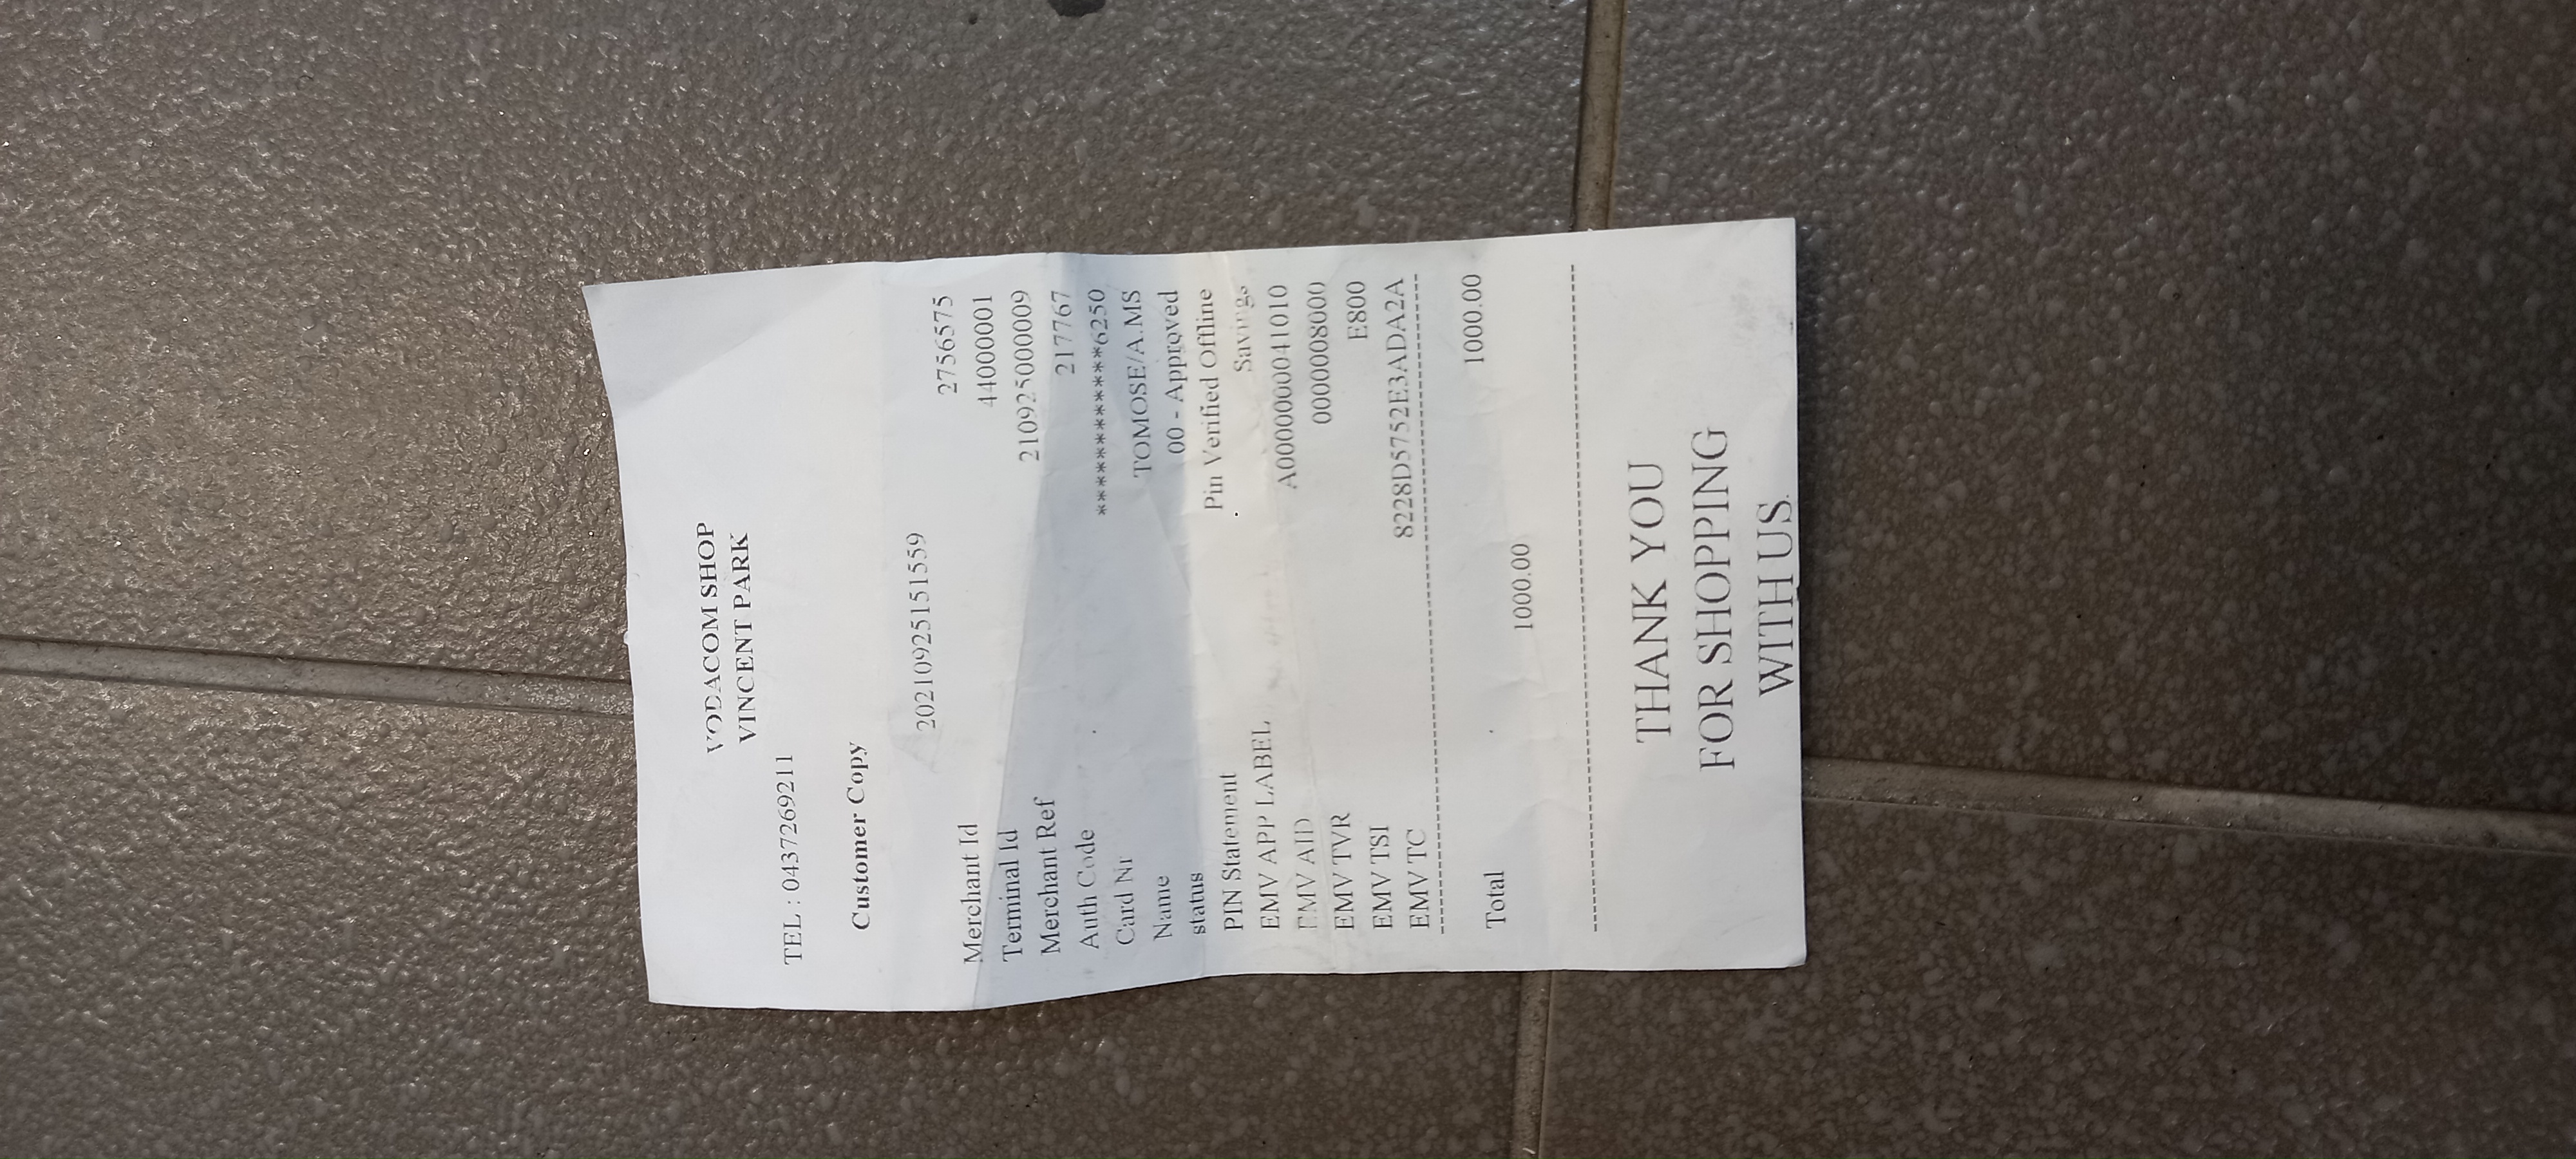 VODACOM SHOP
VINCENT PARK
TEL : 0437269211
Customer Copy
20210925151559
Merchant Id 2756575
Terminal Id 44000001
Merchant Ref 210925000009
Auth Code 217767
Card Nr ************6250
Name TOMOSE/A.MS
status 00 - Approved
PIN Statement Pin Verified Offline
EMV APP LABEL Savings
EMV AID A0000000041010
EMV TVR 0000008000
EMV TSI E800
EMV TC 8228D5752E3ADA2A
Total 1000.00
1000.00
THANK YOU
FOR SHOPPING
WITH US.